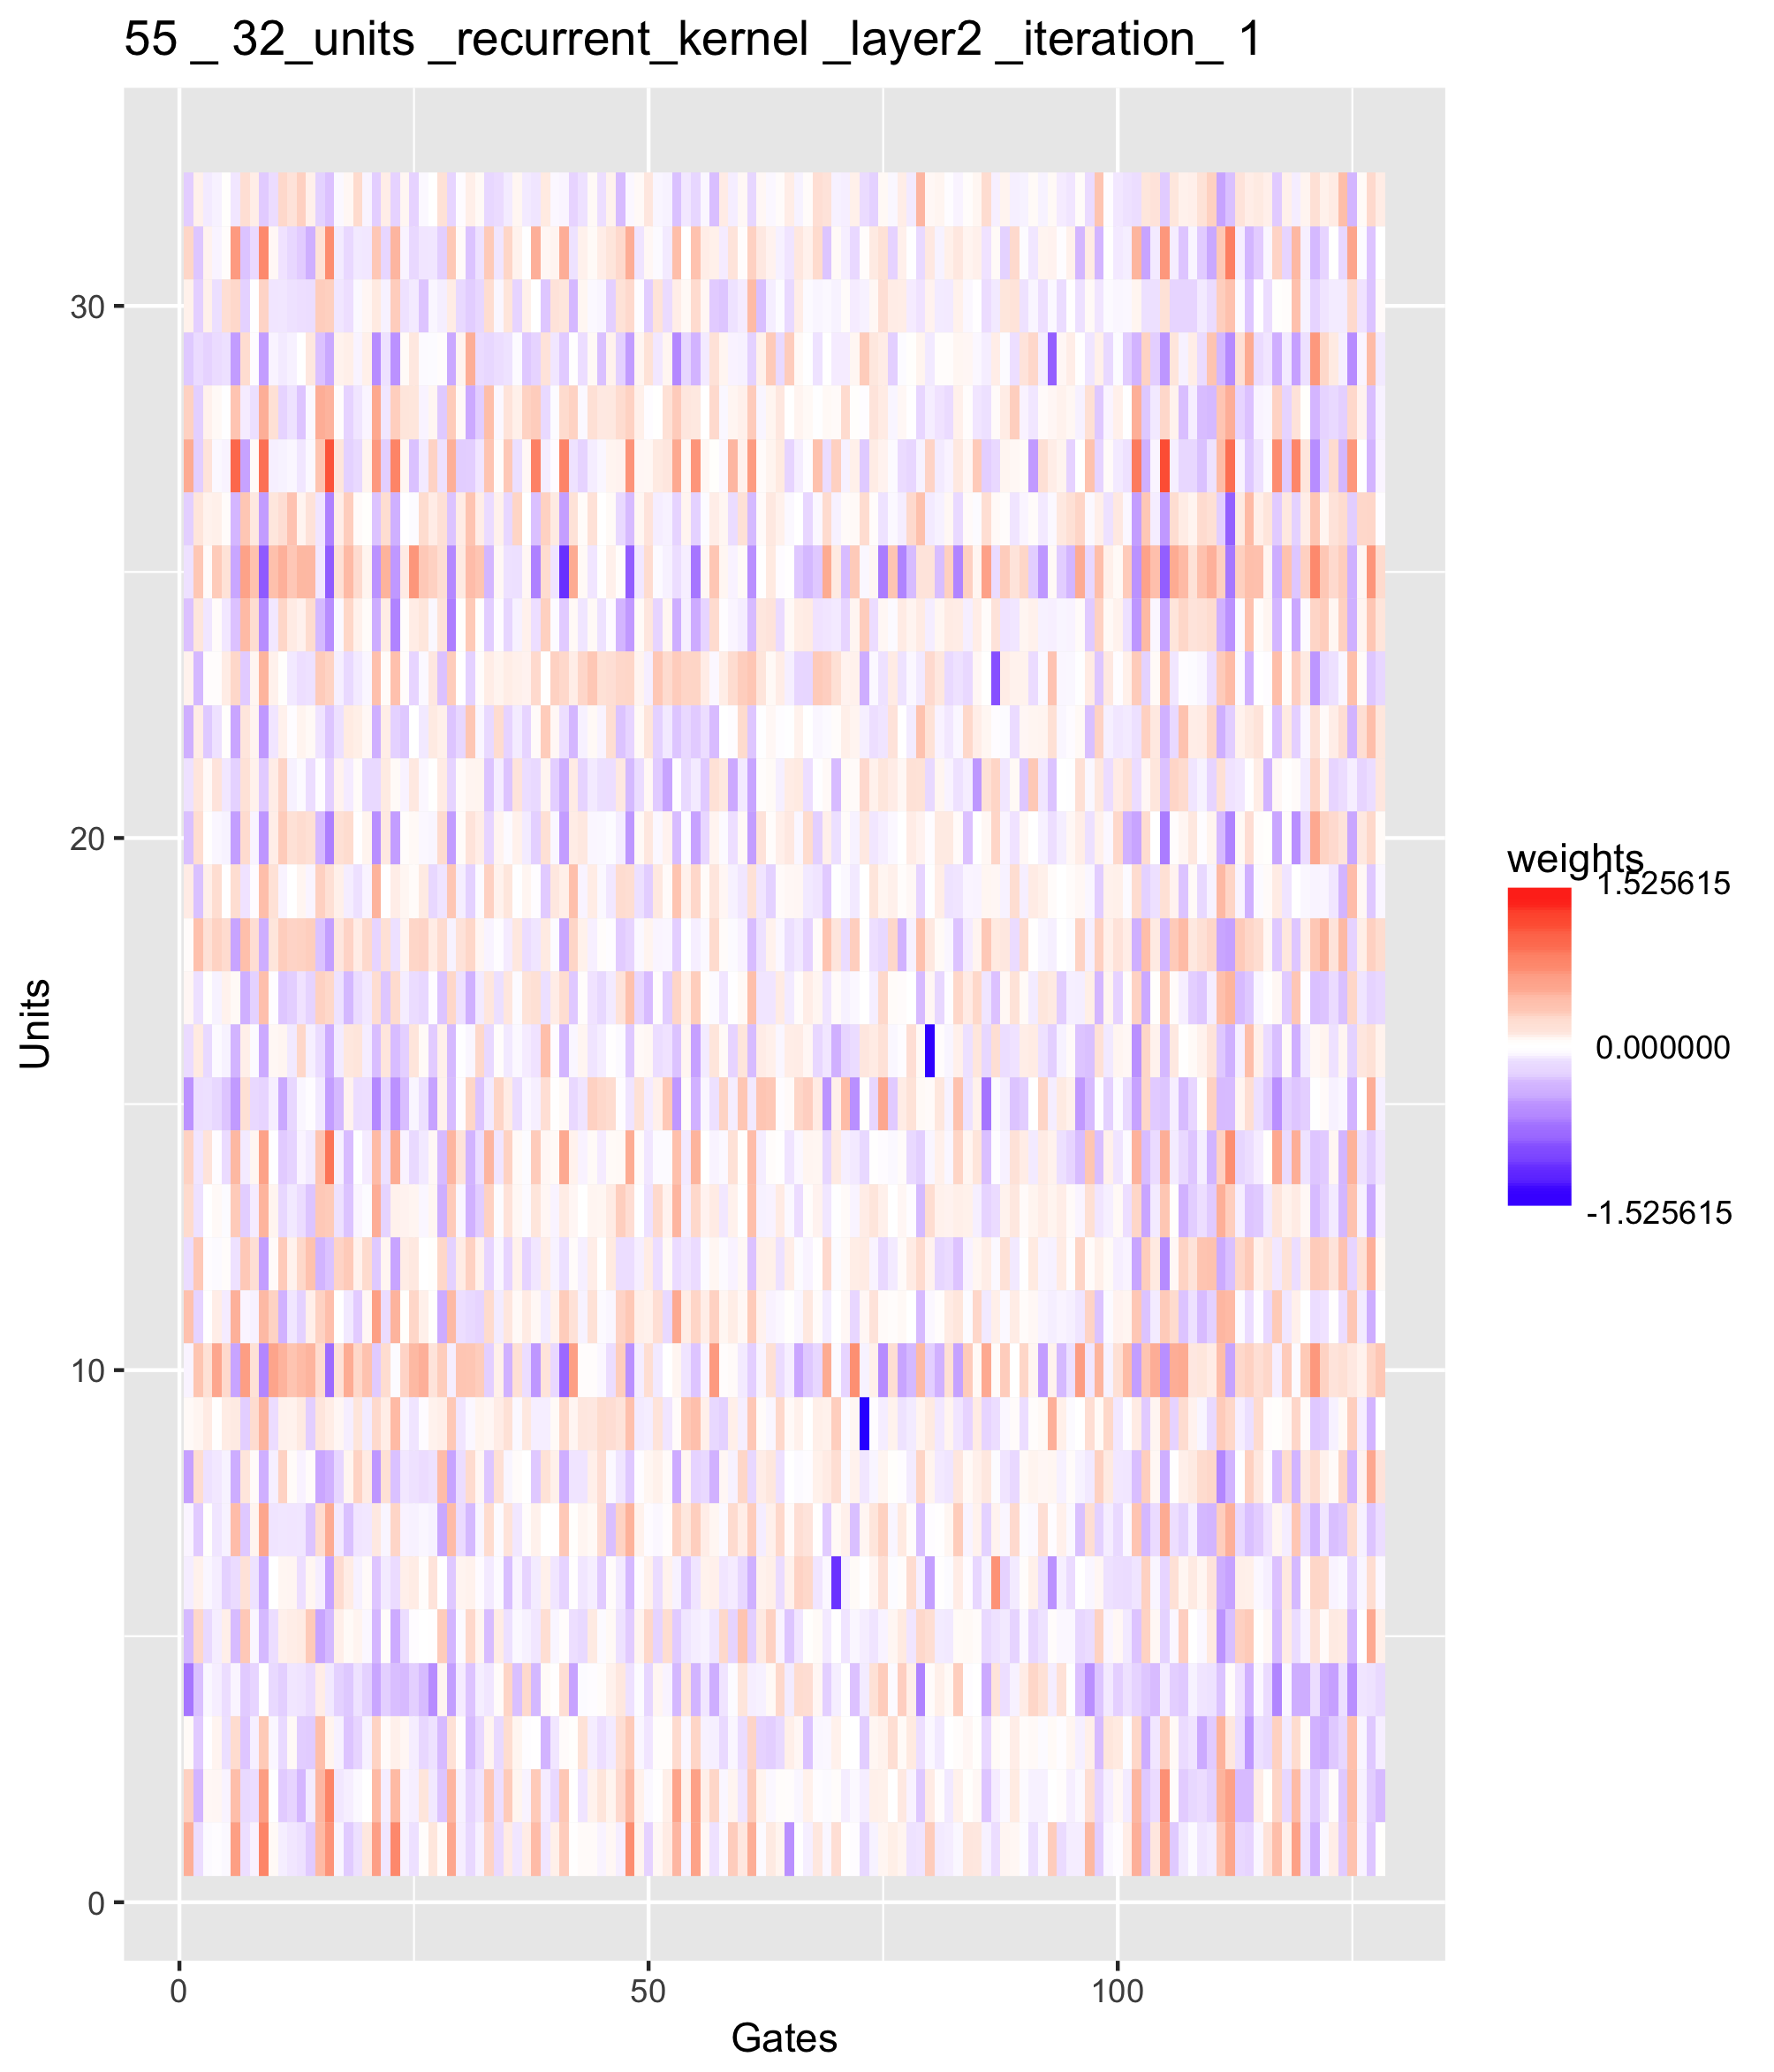 55 _ 32_units _recurrent_kernel _layer2 _iteration_ 1
30
20
10
0
Units
0 50 100
Gates
weights
1.525615
0.000000
-1.525615